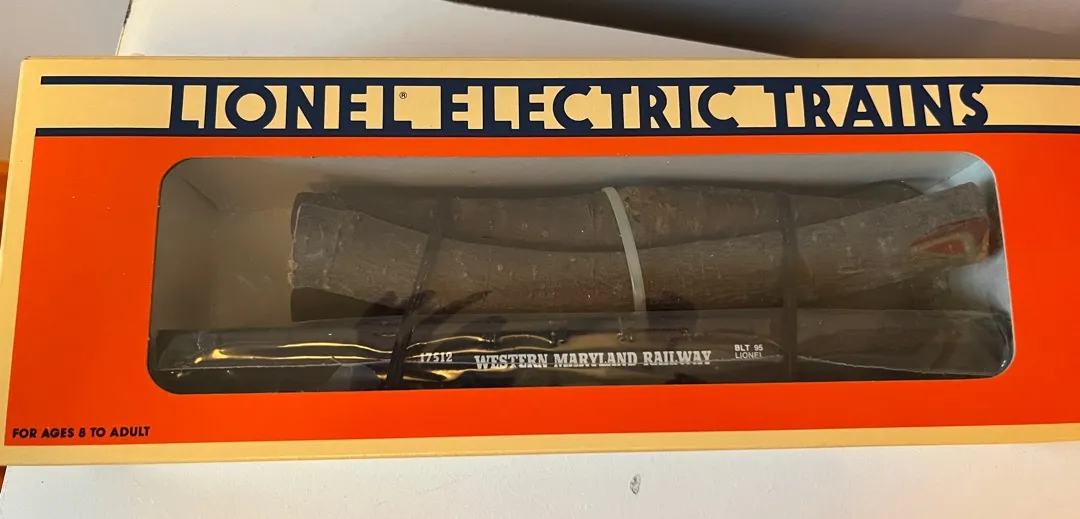 LIONEL® ELECTRIC TRAINS
17512 WESTERN MARYLAND RAILWAY
BLT 95
LIONEL
FOR AGES 8 TO ADULT